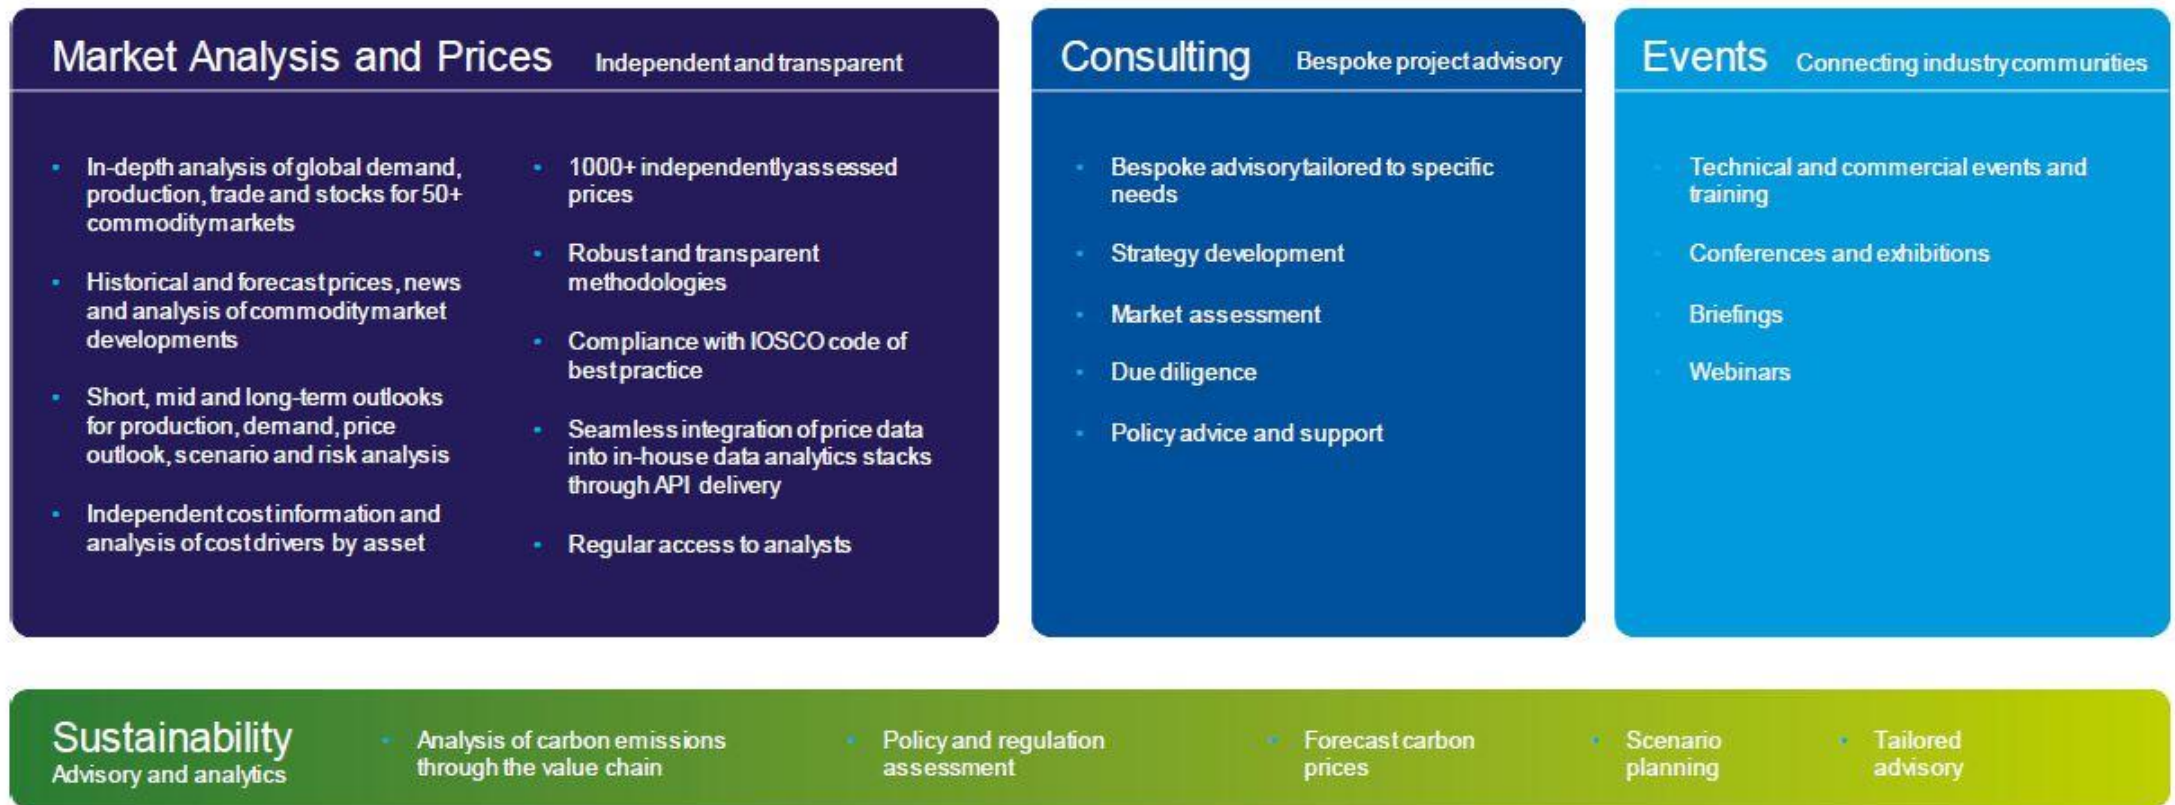 Market Analysis and Prices Independent and transparent
In-depth analysis of global demand,
production, trade and stocks for 50+
commodity markets
Historical and forecast prices, news
and analysis of commodity market
developments
Short, mid and long-term outlooks
for production, demand, price
outlook, scenario and risk analysis
Independent cost information and
analysis of cost drivers by asset
1000+ independently assessed
prices
Robust and transparent
methodologies
Compliance with IOSCO code of
best practice
Seamless integration of price data
into in-house data analytics stacks
through API delivery
Regular access to analysts
Consulting Bespoke project advisory
Bespoke advisory tailored to specific
needs
Strategy development
Market assessment
Due diligence
Policy advice and support
Events Connecting industry communities
Technical and commercial events and
training
Conferences and exhibitions
Briefings
Webinars
Sustainability
Advisory and analytics
Analysis of carbon emissions
through the value chain
Policy and regulation
assessment
Forecast carbon
prices
Scenario
planning
Tailored
advisory